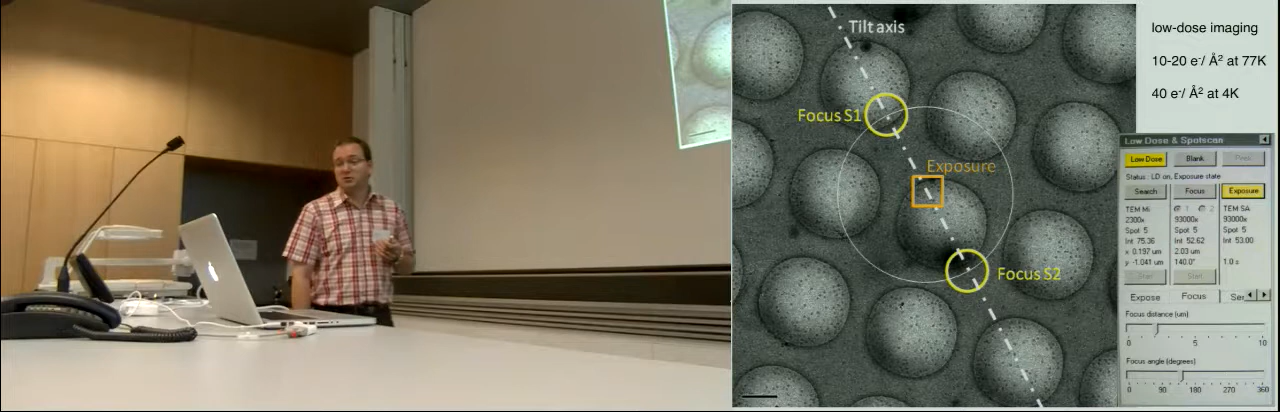 Tilt axis
Focus S1
Exposure
Focus S2
low-dose imaging
10-20 e-/ Å² at 77K
40 e-/ Å² at 4K
Low Dose & Spotscan
Low Dose Blank
Status : LD on, Exposure state
Search Focus Exposure
TEM Mi 1 2 TEM SA
2300x 93000x 93000x
Spot 5 Spot 5 Spot 5
Int 75.36 Int 52.62 Int 53.00
x 0.197 um 2.03 um
y -1.041 um 140.0° 1.0 s
Start Start
Expose Focus
Focus distance (um)
0 5 10
Focus angle (degrees)
0 90 180 270 360